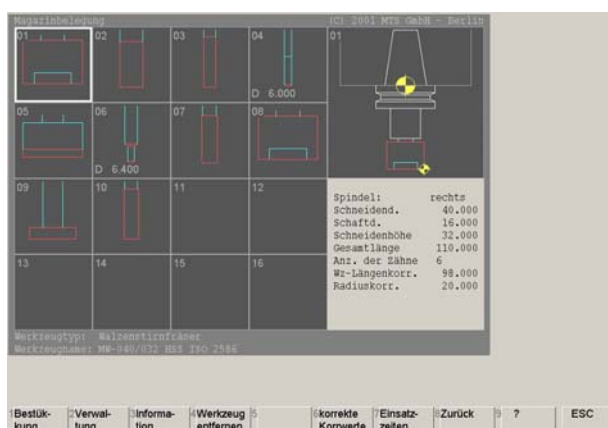 Magazinbelegung
(C) 2001 MTS GmbH - Berlin
01
02
03
04
D 6.000
01
05
06
D 6.400
07
08
09
10
11
12
13
14
15
16
Spindel: rechts
Schneidend. 40.000
Schaftd. 16.000
Schneidenhöhe 32.000
Gesamtlänge 110.000
Anz. der Zähne 6
Wz-Längenkorr. 98.000
Radiuskorr. 20.000
Werkzeugtyp: Walzenstirnfräser
Werkzeugname: MW-040/032 HSS ISO 2586
1 Bestük-
kung
2 Verwal-
tung
3 Informa-
tion
4 Werkzeug
entfernen
5
6 korrekte
Korrwerte
7 Einsatz-
zeiten
8 Zurück
9 ?
ESC